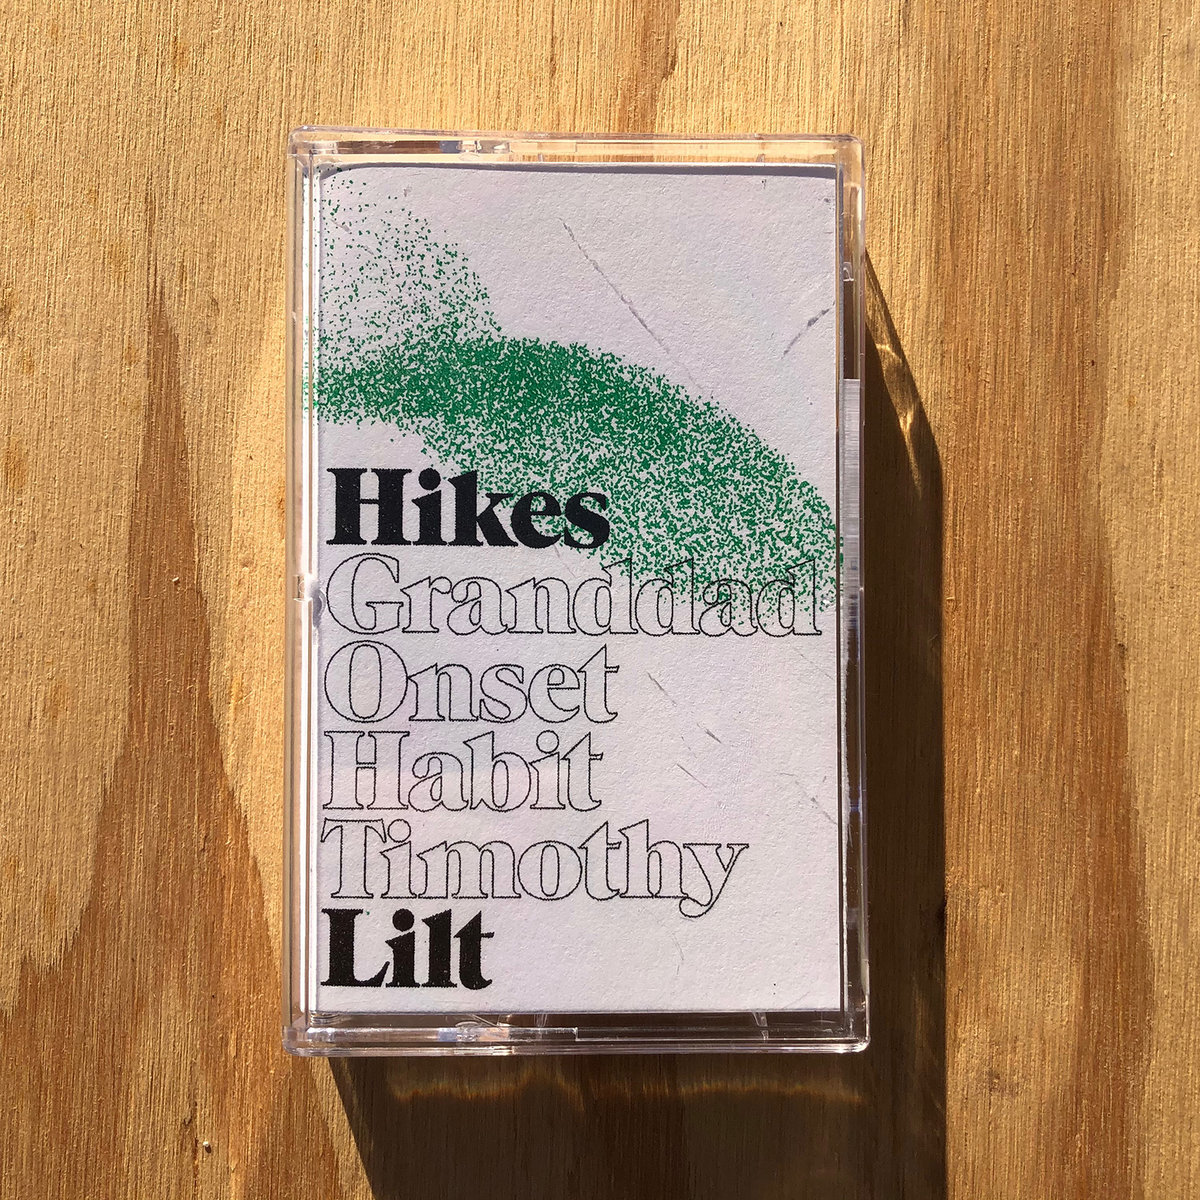 Hikes
Granddad
Onset
Habit
Timothy
Lilt